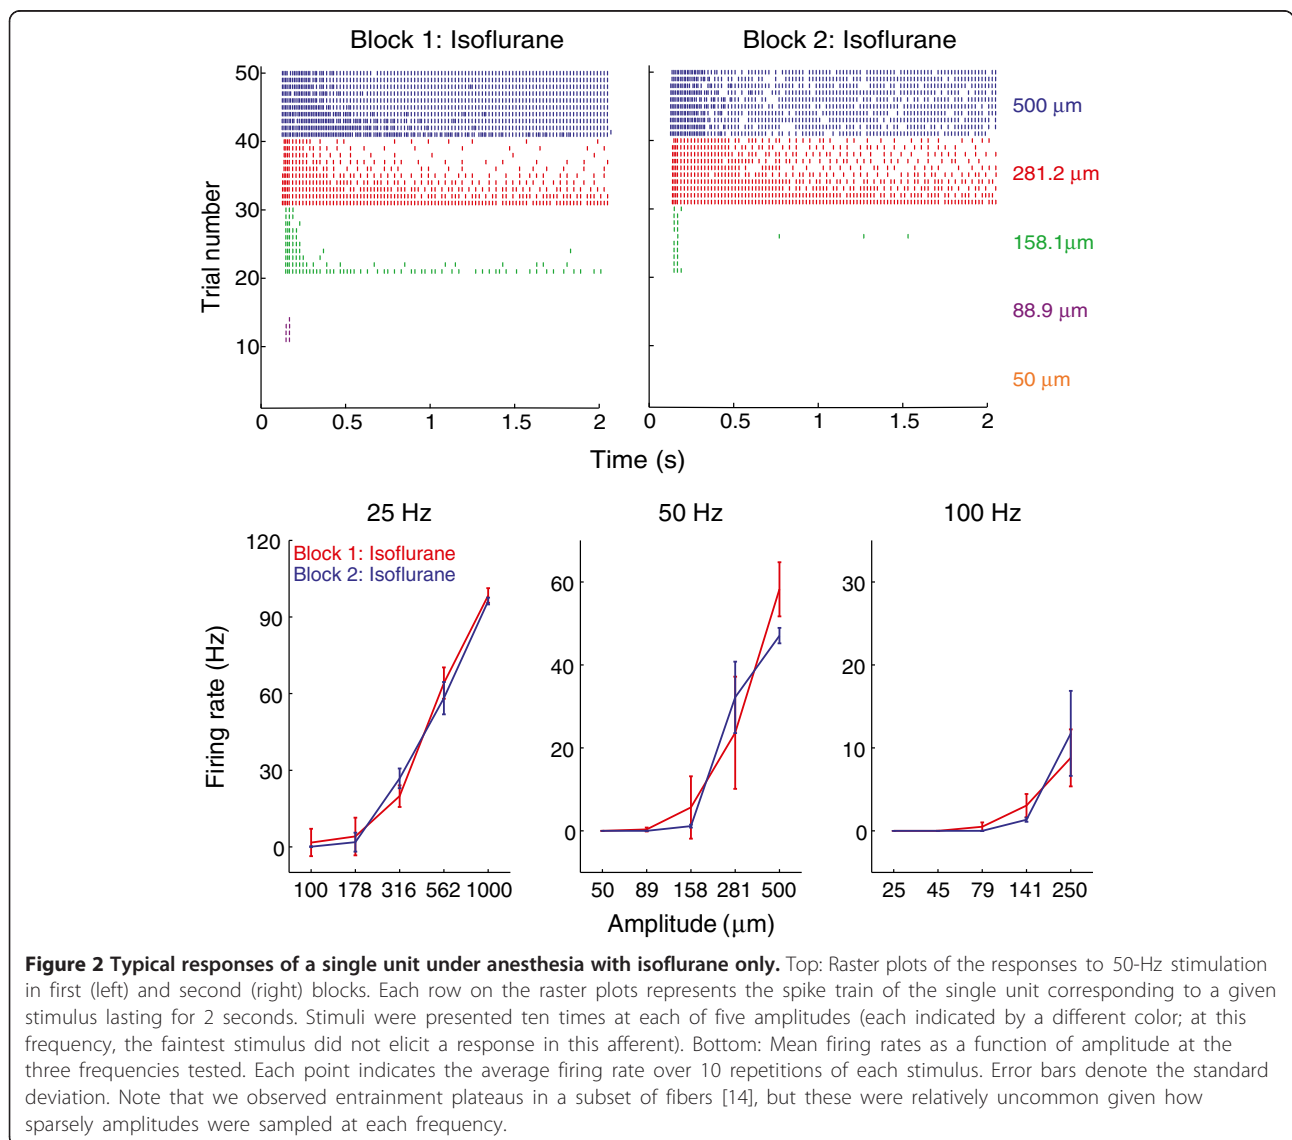 Block 1: Isoflurane
Block 2: Isoflurane
50
40
30
20
10
Trial number
500 μm
281.2 μm
158.1μm
88.9 μm
50 μm
0 0.5 1 1.5 2
0 0.5 1 1.5 2
Time (s)
25 Hz
50 Hz
100 Hz
Block 1: Isoflurane
Block 2: Isoflurane
120
90
60
30
0
Firing rate (Hz)
60
40
20
0
30
20
10
0
100 178 316 562 1000
50 89 158 281 500
25 45 79 141 250
Amplitude (μm)
Figure 2 Typical responses of a single unit under anesthesia with isoflurane only. Top: Raster plots of the responses to 50-Hz stimulation
in first (left) and second (right) blocks. Each row on the raster plots represents the spike train of the single unit corresponding to a given
stimulus lasting for 2 seconds. Stimuli were presented ten times at each of five amplitudes (each indicated by a different color; at this
frequency, the faintest stimulus did not elicit a response in this afferent). Bottom: Mean firing rates as a function of amplitude at the
three frequencies tested. Each point indicates the average firing rate over 10 repetitions of each stimulus. Error bars denote the standard
deviation. Note that we observed entrainment plateaus in a subset of fibers [14], but these were relatively uncommon given how
sparsely amplitudes were sampled at each frequency.